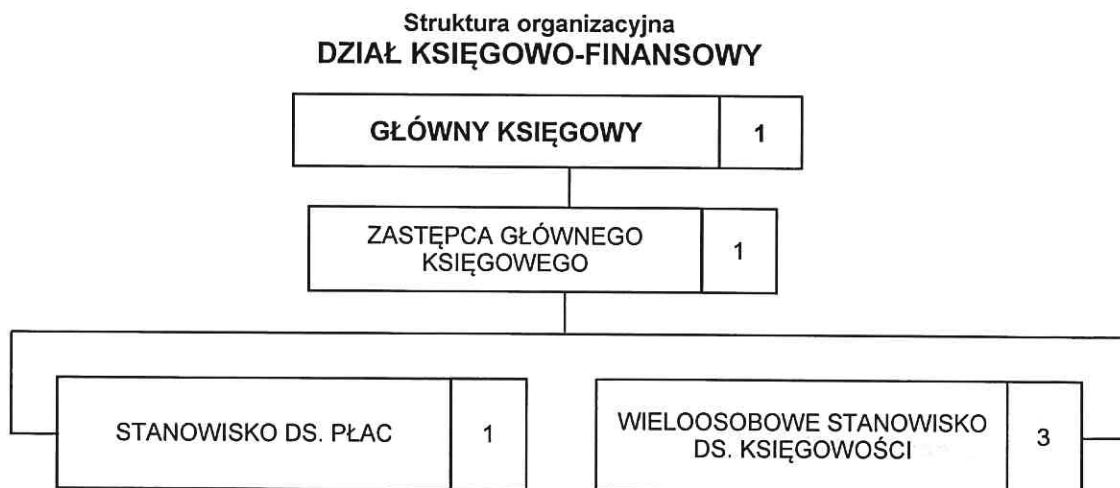 Struktura organizacyjna
DZIAŁ KSIĘGOWO-FINANSOWY
GŁÓWNY KSIĘGOWY 1
ZASTĘPCA GŁÓWNEGO
KSIĘGOWEGO
1
STANOWISKO DS. PŁAC 1
WIELOOSOBOWE STANOWISKO
DS. KSIĘGOWOŚCI
3